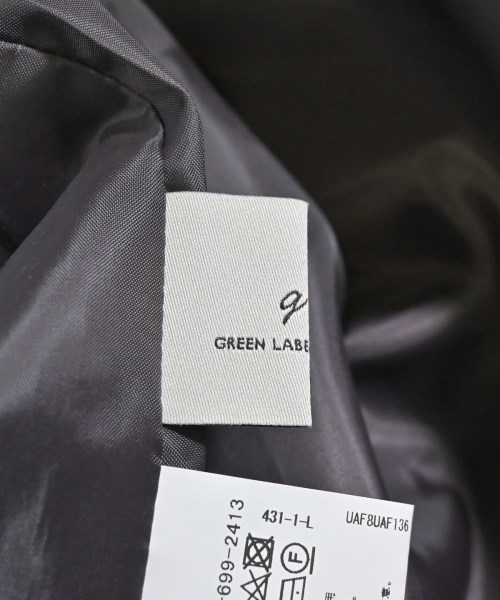 g
GREEN LABE
431-1-L
UAF8UAF136
-699-2413
F